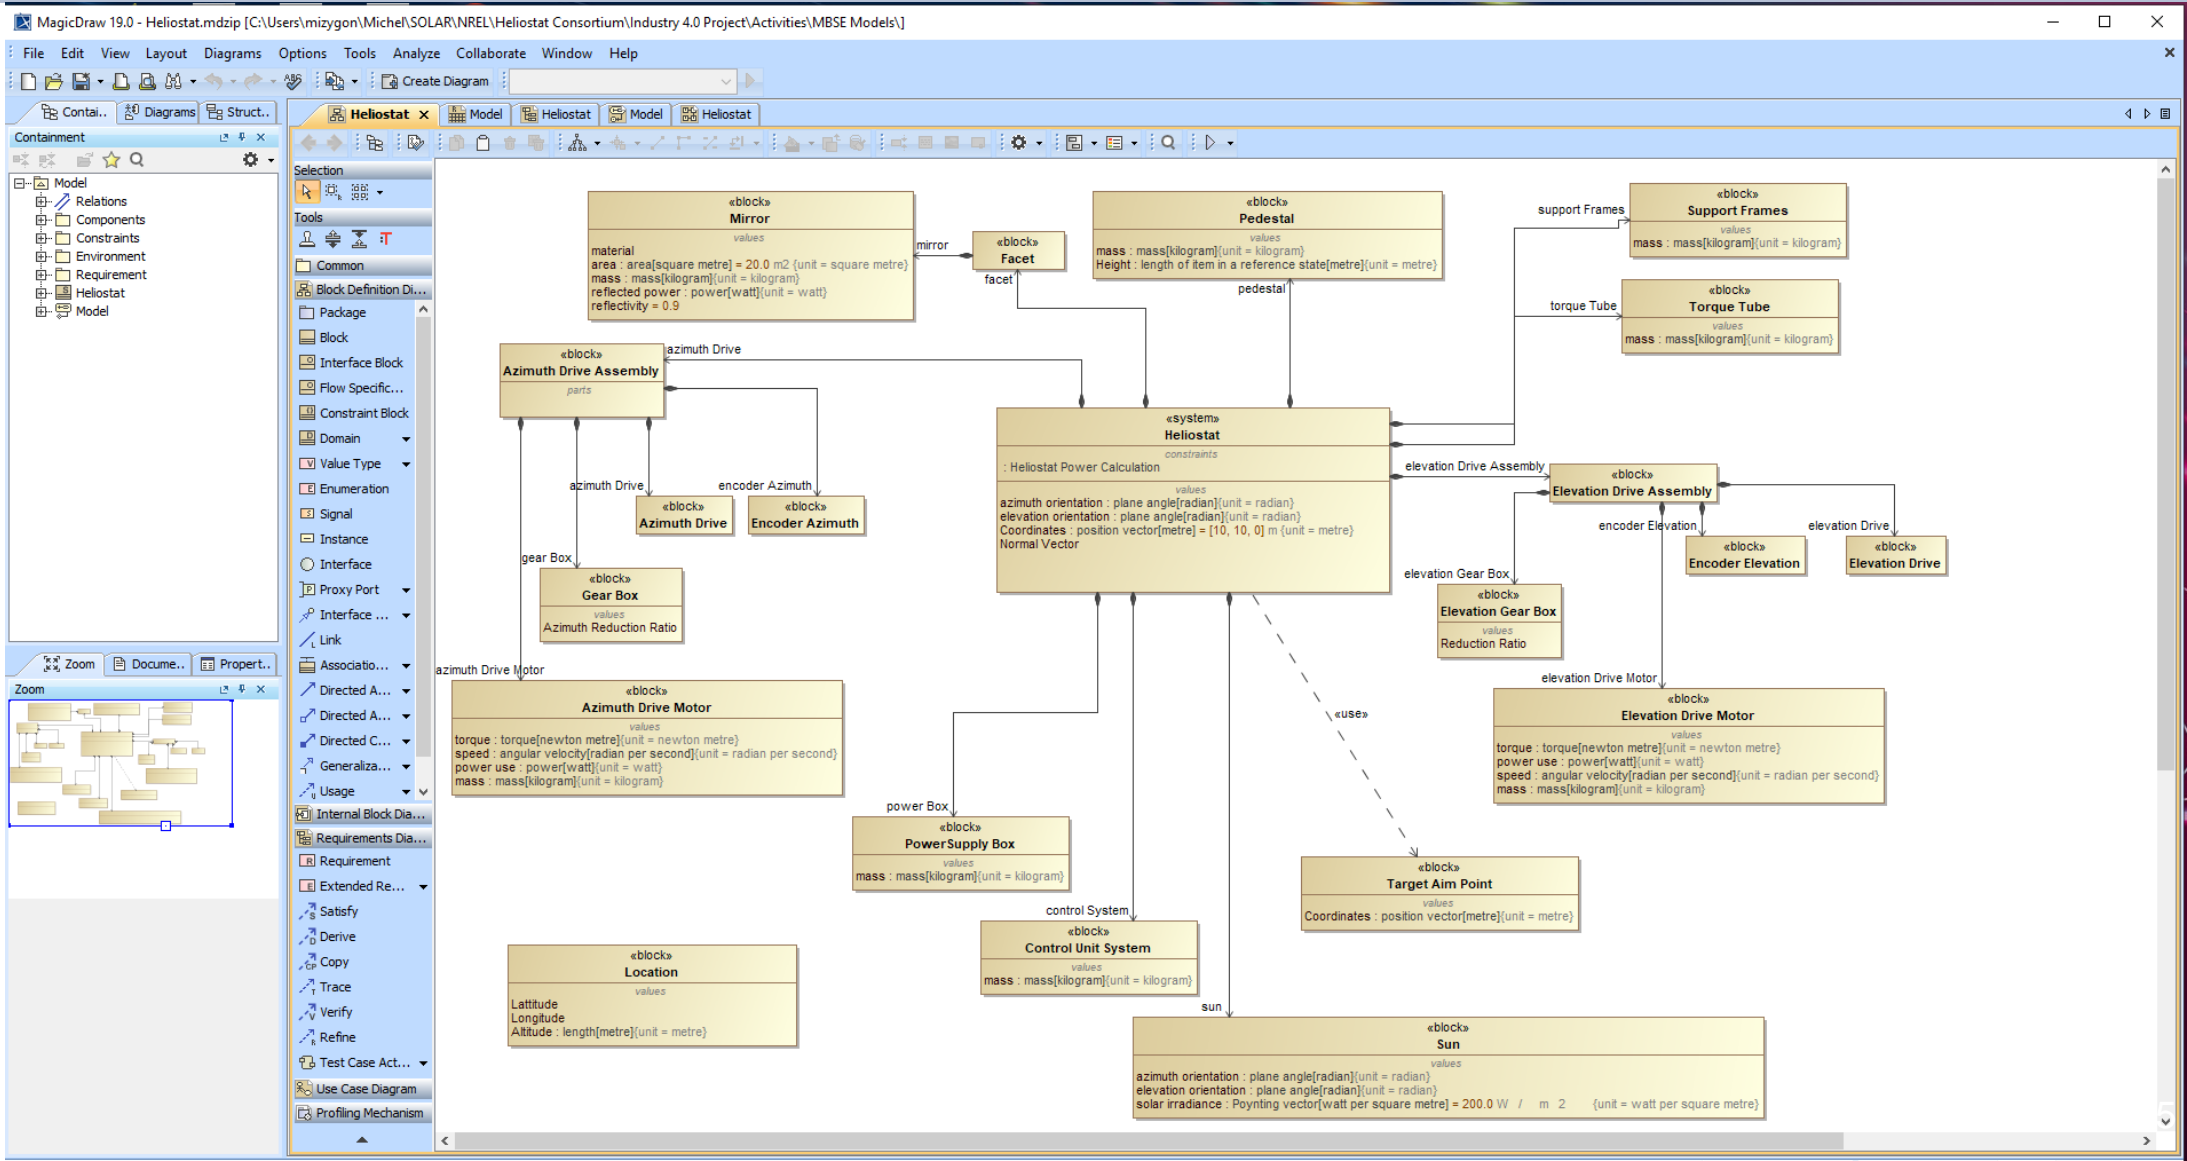 MagicDraw 19.0 - Heliostat.mdzip [C:\Users\mizygon\Michel\SOLAR\NREL\Heliostat Consortium\Industry 4.0 Project\Activities\MBSE Models\]
File Edit View Layout Diagrams Options Tools Analyze Collaborate Window Help
Create Diagram
Contai.. Diagrams Struct..
Containment
Model
Relations
Components
Constraints
Environment
Requirement
Heliostat
Model
Zoom Docume.. Propert..
Zoom
Heliostat Model Heliostat Model Heliostat
Selection
Tools
Common
Block Definition Di...
Package
Block
Interface Block
Flow Specific...
Constraint Block
Domain
Value Type
Enumeration
Signal
Instance
Interface
Proxy Port
Interface ...
Link
Associatio...
Directed A...
Directed A...
Directed C...
Generaliza...
Usage
Internal Block Dia...
Requirements Dia...
Requirement
Extended Re...
Satisfy
Derive
Copy
Trace
Verify
Refine
Test Case Act...
Use Case Diagram
Profiling Mechanism
«block»
Mirror
values
material
area : area[square metre] = 20.0 m2 {unit = square metre}
mass : mass[kilogram]{unit = kilogram}
reflected power : power[watt]{unit = watt}
reflectivity = 0.9
mirror
«block»
Facet
facet
«block»
Pedestal
values
mass : mass[kilogram]{unit = kilogram}
Height : length of item in a reference state[metre]{unit = metre}
pedestal
support Frames
«block»
Support Frames
values
mass : mass[kilogram]{unit = kilogram}
torque Tube
«block»
Torque Tube
values
mass : mass[kilogram]{unit = kilogram}
azimuth Drive
«block»
Azimuth Drive Assembly
parts
azimuth Drive
«block»
Azimuth Drive
encoder Azimuth
«block»
Encoder Azimuth
gear Box
«block»
Gear Box
values
Azimuth Reduction Ratio
azimuth Drive Motor
«block»
Azimuth Drive Motor
values
torque : torque[newton metre]{unit = newton metre}
speed : angular velocity[radian per second]{unit = radian per second}
power use : power[watt]{unit = watt}
mass : mass[kilogram]{unit = kilogram}
«system»
Heliostat
constraints
: Heliostat Power Calculation
values
azimuth orientation : plane angle[radian]{unit = radian}
elevation orientation : plane angle[radian]{unit = radian}
Coordinates : position vector[metre] = [10, 10, 0] m {unit = metre}
Normal Vector
elevation Drive Assembly
«block»
Elevation Drive Assembly
encoder Elevation
«block»
Encoder Elevation
elevation Drive
«block»
Elevation Drive
elevation Gear Box
«block»
Elevation Gear Box
values
Reduction Ratio
elevation Drive Motor
«block»
Elevation Drive Motor
values
torque : torque[newton metre]{unit = newton metre}
power use : power[watt]{unit = watt}
speed : angular velocity[radian per second]{unit = radian per second}
mass : mass[kilogram]{unit = kilogram}
«use»
power Box
«block»
PowerSupply Box
values
mass : mass[kilogram]{unit = kilogram}
«block»
Target Aim Point
values
Coordinates : position vector[metre]{unit = metre}
control System
«block»
Control Unit System
values
mass : mass[kilogram]{unit = kilogram}
«block»
Location
values
Lattitude
Longitude
Altitude : length[metre]{unit = metre}
sun
«block»
Sun
values
azimuth orientation : plane angle[radian]{unit = radian}
elevation orientation : plane angle[radian]{unit = radian}
solar irradiance : Poynting vector[watt per square metre] = 200.0 W / m 2 {unit = watt per square metre}